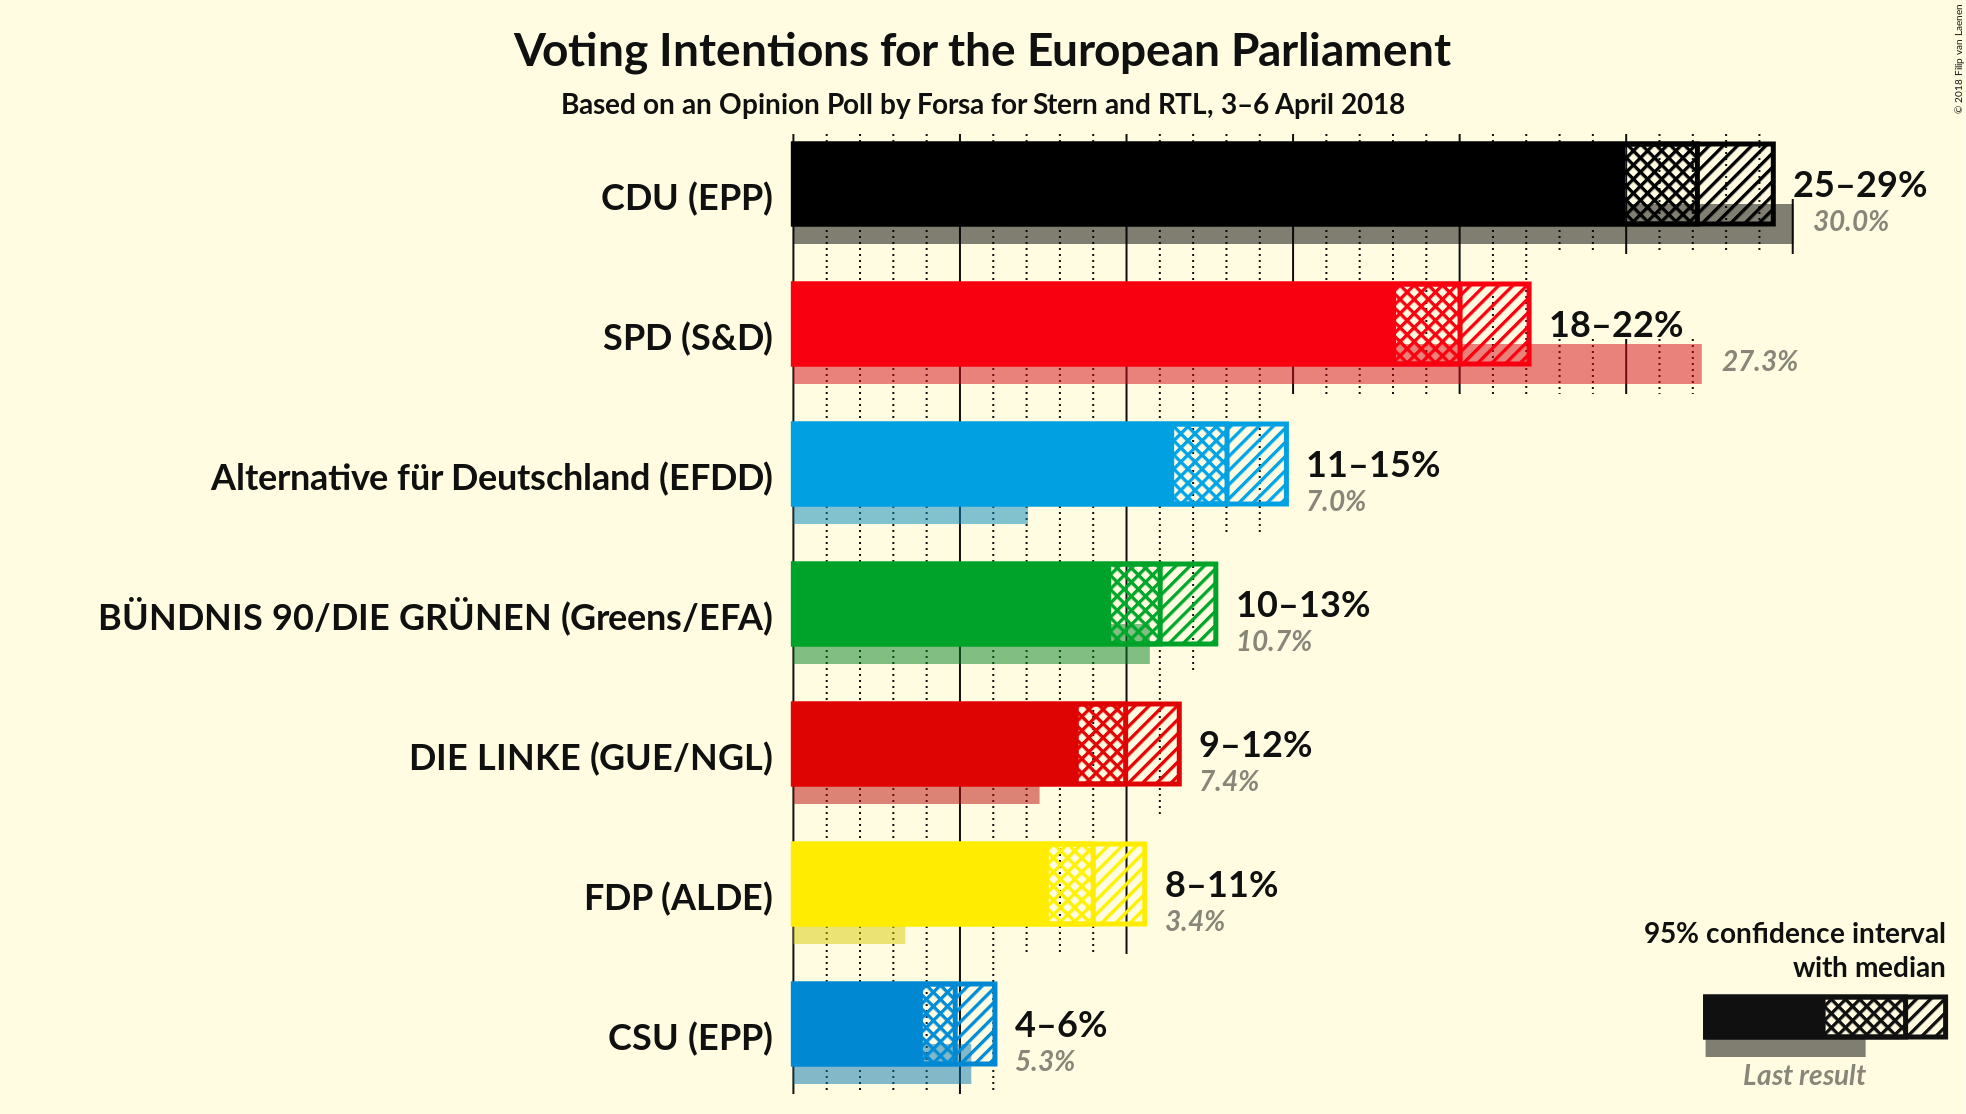 Voting Intentions for the European Parliament
Based on an Opinion Poll by Forsa for Stern and RTL, 3–6 April 2018
© 2018 Filip van Laenen
CDU (EPP)
25–29%
30.0%
SPD (S&D)
18–22%
27.3%
Alternative für Deutschland (EFDD)
11–15%
7.0%
BÜNDNIS 90/DIE GRÜNEN (Greens/EFA)
10–13%
10.7%
DIE LINKE (GUE/NGL)
9–12%
7.4%
FDP (ALDE)
8–11%
3.4%
CSU (EPP)
4–6%
5.3%
95% confidence interval
with median
Last result